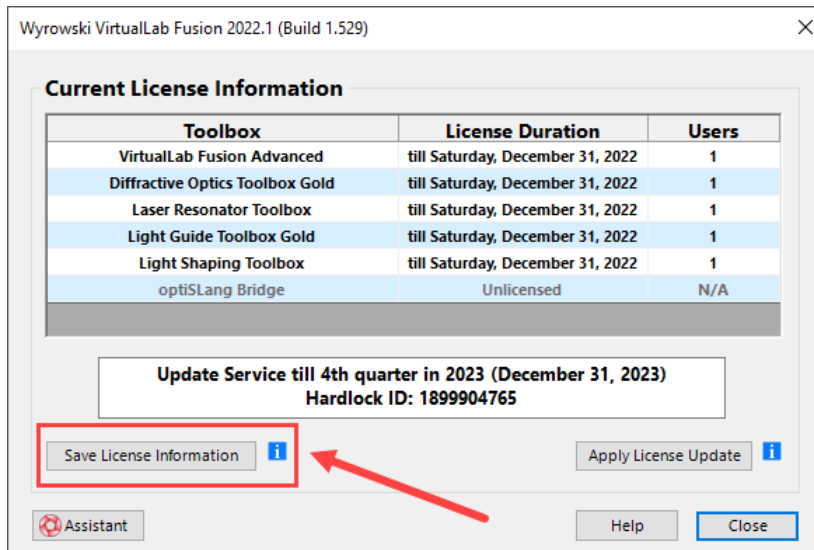 Wyrowski VirtualLab Fusion 2022.1 (Build 1.529)
Current License Information
Toolbox License Duration Users
VirtualLab Fusion Advanced till Saturday, December 31, 2022 1
Diffractive Optics Toolbox Gold till Saturday, December 31, 2022 1
Laser Resonator Toolbox till Saturday, December 31, 2022 1
Light Guide Toolbox Gold till Saturday, December 31, 2022 1
Light Shaping Toolbox till Saturday, December 31, 2022 1
optiSLang Bridge Unlicensed N/A
Update Service till 4th quarter in 2023 (December 31, 2023)
Hardlock ID: 1899904765
Save License Information i Apply License Update i
Assistant Help Close